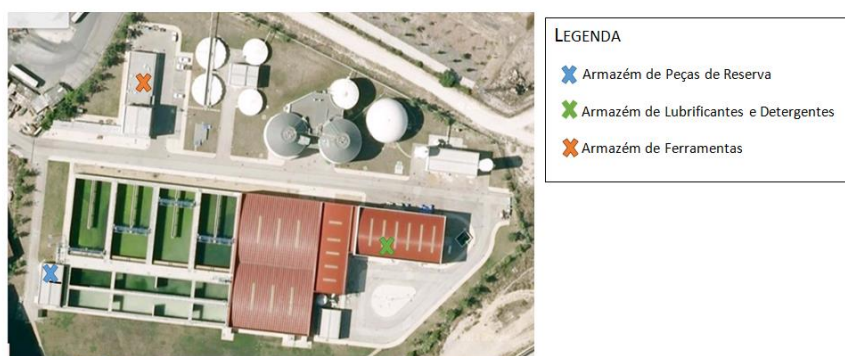 LEGENDA
Armazém de Peças de Reserva
Armazém de Lubrificantes e Detergentes
Armazém de Ferramentas